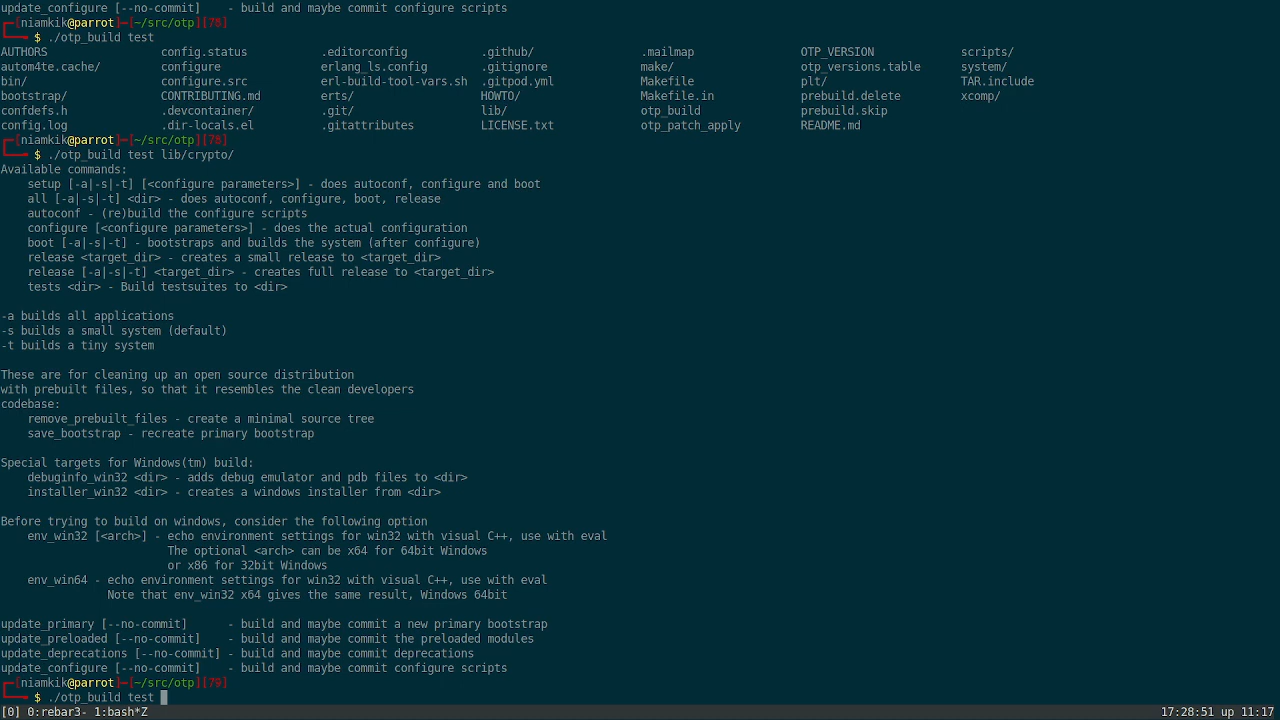 update_configure [--no-commit]    - build and maybe commit configure scripts
┌─[niamkik@parrot]─[~/src/otp][78]
└──╼ $ ./otp_build test
AUTHORS                 config.status           .editorconfig           .github/                .mailmap                OTP_VERSION             scripts/
autom4te.cache/         configure               erlang_ls.config        .gitignore              make/                   otp_versions.table      system/
bin/                    configure.src           erl-build-tool-vars.sh  .gitpod.yml             Makefile                plt/                    TAR.include
bootstrap/              CONTRIBUTING.md         erts/                   HOWTO/                  Makefile.in             prebuild.delete         xcomp/
confdefs.h              .devcontainer/          .git/                   lib/                    otp_build               prebuild.skip
config.log              .dir-locals.el          .gitattributes          LICENSE.txt             otp_patch_apply         README.md
┌─[niamkik@parrot]─[~/src/otp][78]
└──╼ $ ./otp_build test lib/crypto/
Available commands:
    setup [-a|-s|-t] [<configure parameters>] - does autoconf, configure and boot
    all [-a|-s|-t] <dir> - does autoconf, configure, boot, release
    autoconf - (re)build the configure scripts
    configure [<configure parameters>] - does the actual configuration
    boot [-a|-s|-t] - bootstraps and builds the system (after configure)
    release <target_dir> - creates a small release to <target_dir>
    release [-a|-s|-t] <target_dir> - creates full release to <target_dir>
    tests <dir> - Build testsuites to <dir>

-a builds all applications
-s builds a small system (default)
-t builds a tiny system

These are for cleaning up an open source distribution
with prebuilt files, so that it resembles the clean developers
codebase:
    remove_prebuilt_files - create a minimal source tree
    save_bootstrap - recreate primary bootstrap

Special targets for Windows(tm) build:
    debuginfo_win32 <dir> - adds debug emulator and pdb files to <dir>
    installer_win32 <dir> - creates a windows installer from <dir>

Before trying to build on windows, consider the following option
    env_win32 [<arch>] - echo environment settings for win32 with visual C++, use with eval
                         The optional <arch> can be x64 for 64bit Windows
                         or x86 for 32bit Windows
    env_win64 - echo environment settings for win32 with visual C++, use with eval
                Note that env_win32 x64 gives the same result, Windows 64bit

update_primary [--no-commit]      - build and maybe commit a new primary bootstrap
update_preloaded [--no-commit]    - build and maybe commit the preloaded modules
update_deprecations [--no-commit] - build and maybe commit deprecations
update_configure [--no-commit]    - build and maybe commit configure scripts
┌─[niamkik@parrot]─[~/src/otp][79]
└──╼ $ ./otp_build test
[0] 0:rebar3- 1:bash*Z 17:28:51 up 11:17